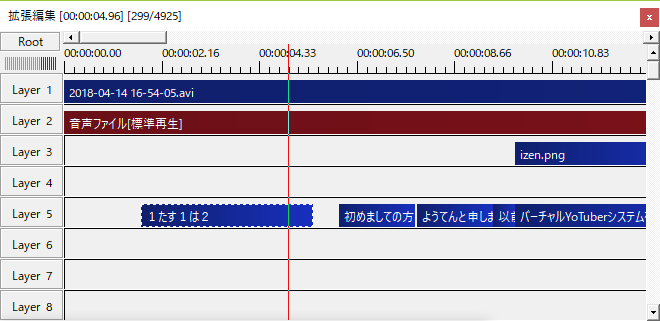 拡張編集 [00:00:04.96] [299/4925]
Root
00:00:00.00 00:00:02.16 00:00:04.33 00:00:06.50 00:00:08.66 00:00:10.83
Layer 1 2018-04-14 16-54-05.avi
Layer 2 音声ファイル[標準再生]
Layer 3 izen.png
Layer 4
Layer 5 1たす1は2 初めましての方 ようてんと申しま 以前 バーチャルYoTuberシステムを
Layer 6
Layer 7
Layer 8